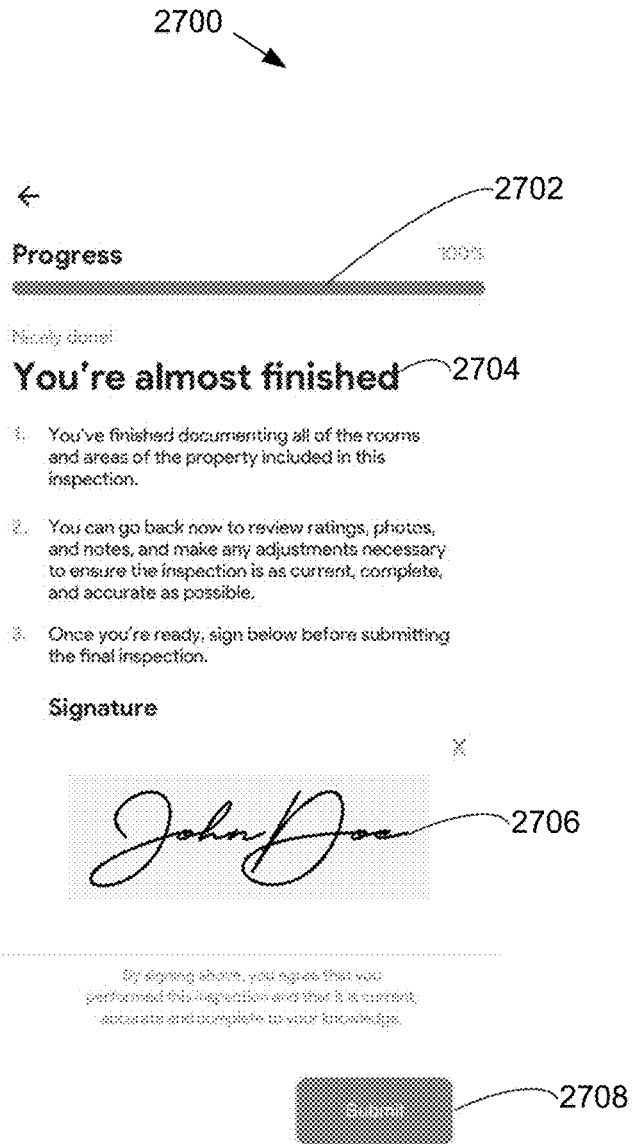 2700
2702
Progress 100%
Nicely done!
You're almost finished 2704
1. You've finished documenting all of the rooms
and areas of the property included in this
inspection.
2. You can go back now to review ratings, photos,
and notes, and make any adjustments necessary
to ensure the inspection is as current, complete,
and accurate as possible.
3. Once you're ready, sign below before submitting
the final inspection.
Signature
X
John Doe 2706
By signing above, you agree that you
performed this inspection and that it is current,
accurate and complete to your knowledge.
Submit 2708